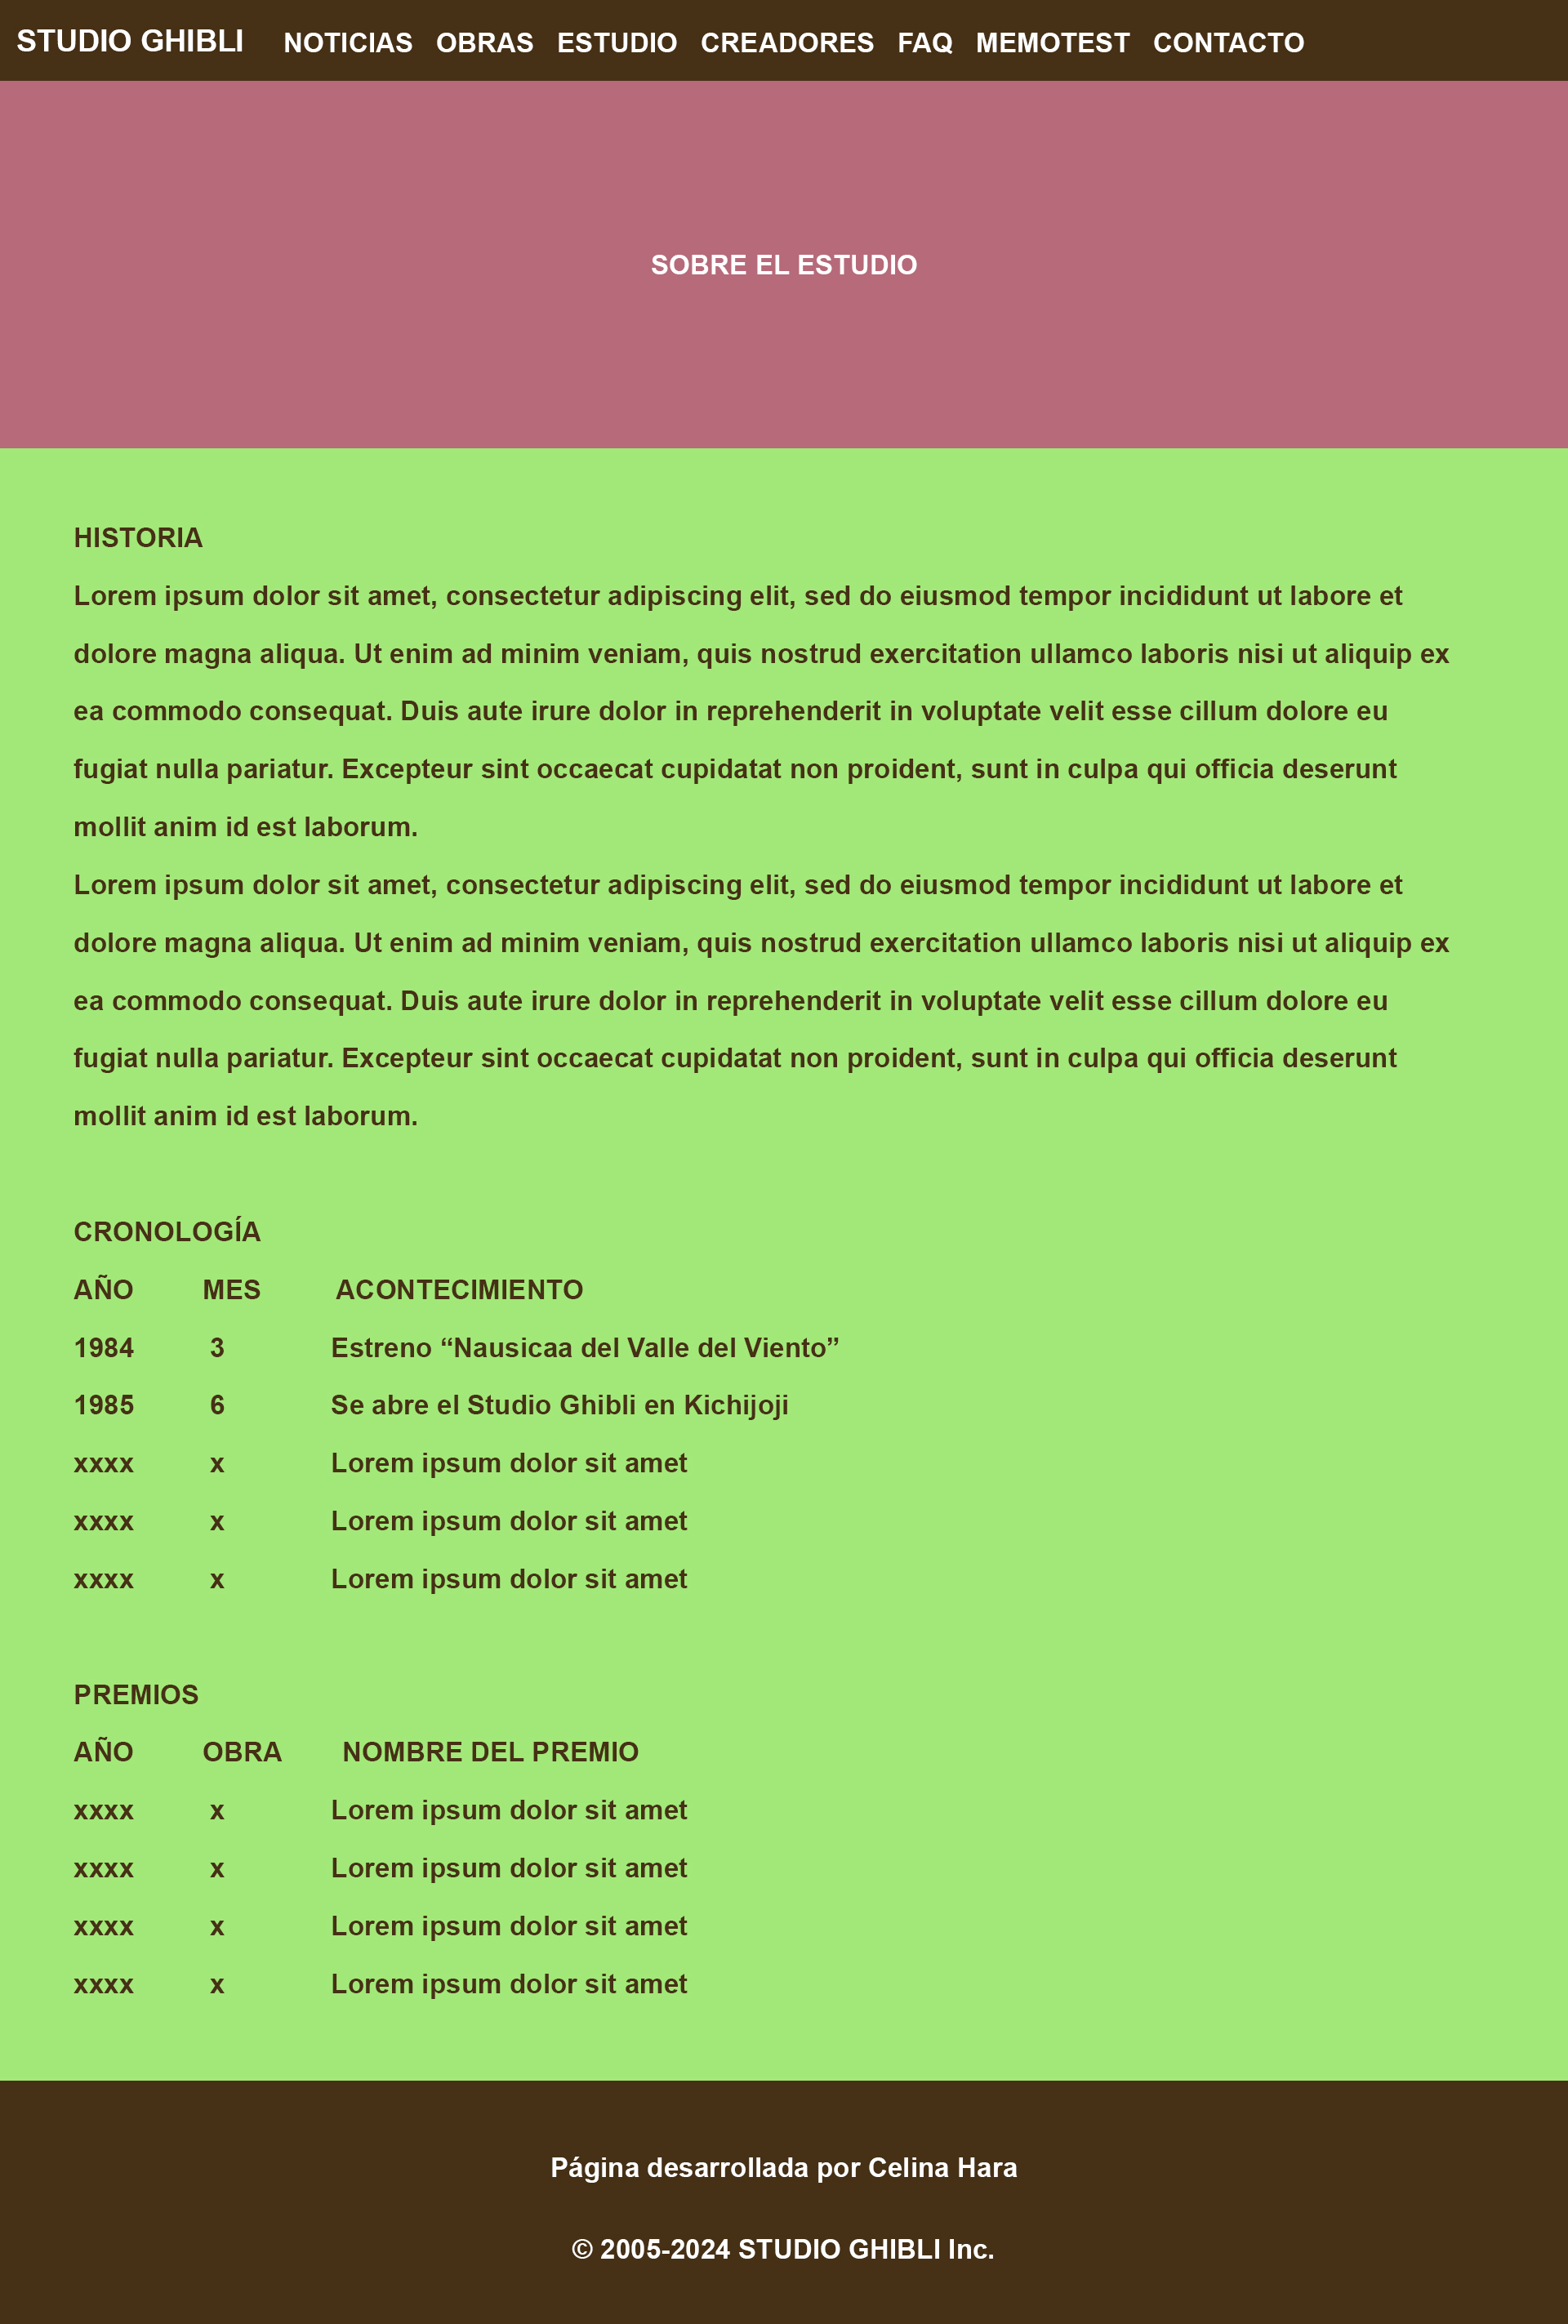 STUDIO GHIBLI NOTICIAS OBRAS ESTUDIO CREADORES FAQ MEMOTEST CONTACTO
SOBRE EL ESTUDIO
HISTORIA
Lorem ipsum dolor sit amet, consectetur adipiscing elit, sed do eiusmod tempor incididunt ut labore et
dolore magna aliqua. Ut enim ad minim veniam, quis nostrud exercitation ullamco laboris nisi ut aliquip ex
ea commodo consequat. Duis aute irure dolor in reprehenderit in voluptate velit esse cillum dolore eu
fugiat nulla pariatur. Excepteur sint occaecat cupidatat non proident, sunt in culpa qui officia deserunt
mollit anim id est laborum.
Lorem ipsum dolor sit amet, consectetur adipiscing elit, sed do eiusmod tempor incididunt ut labore et
dolore magna aliqua. Ut enim ad minim veniam, quis nostrud exercitation ullamco laboris nisi ut aliquip ex
ea commodo consequat. Duis aute irure dolor in reprehenderit in voluptate velit esse cillum dolore eu
fugiat nulla pariatur. Excepteur sint occaecat cupidatat non proident, sunt in culpa qui officia deserunt
mollit anim id est laborum.
CRONOLOGÍA
AÑO MES ACONTECIMIENTO
1984 3 Estreno “Nausicaa del Valle del Viento”
1985 6 Se abre el Studio Ghibli en Kichijoji
xxxx x Lorem ipsum dolor sit amet
xxxx x Lorem ipsum dolor sit amet
xxxx x Lorem ipsum dolor sit amet
PREMIOS
AÑO OBRA NOMBRE DEL PREMIO
xxxx x Lorem ipsum dolor sit amet
xxxx x Lorem ipsum dolor sit amet
xxxx x Lorem ipsum dolor sit amet
xxxx x Lorem ipsum dolor sit amet
Página desarrollada por Celina Hara
© 2005-2024 STUDIO GHIBLI Inc.